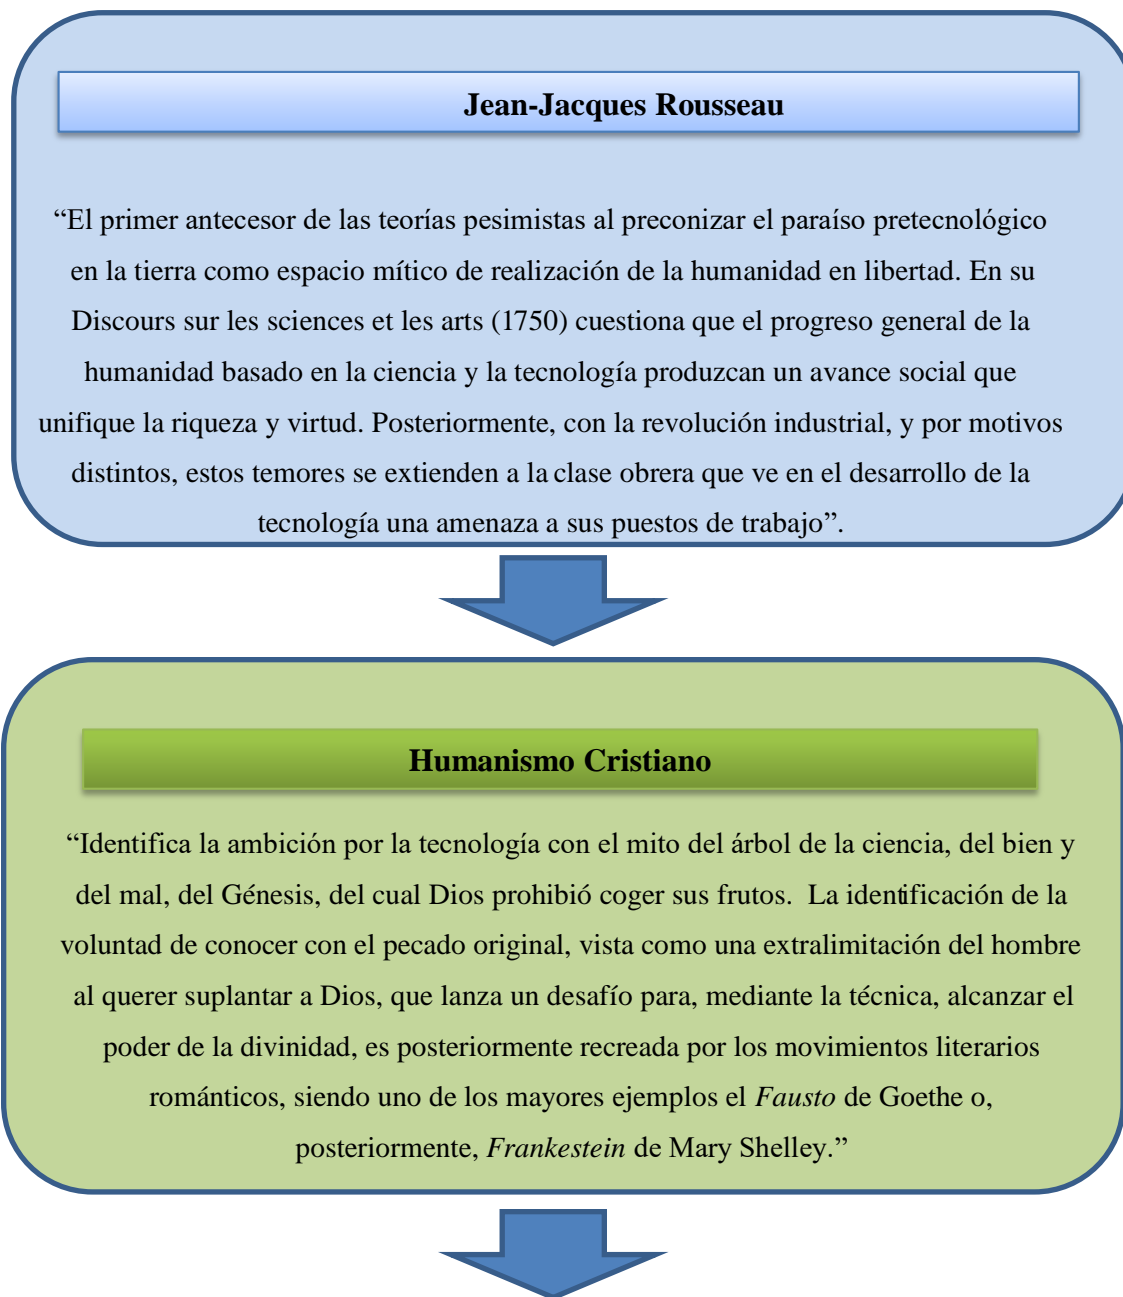 Jean-Jacques Rousseau
“El primer antecesor de las teorías pesimistas al preconizar el paraíso pretecnológico
en la tierra como espacio mítico de realización de la humanidad en libertad. En su
Discours sur les sciences et les arts (1750) cuestiona que el progreso general de la
humanidad basado en la ciencia y la tecnología produzcan un avance social que
unifique la riqueza y virtud. Posteriormente, con la revolución industrial, y por motivos
distintos, estos temores se extienden a la clase obrera que ve en el desarrollo de la
tecnología una amenaza a sus puestos de trabajo”.
Humanismo Cristiano
“Identifica la ambición por la tecnología con el mito del árbol de la ciencia, del bien y
del mal, del Génesis, del cual Dios prohibió coger sus frutos. La identificación de la
voluntad de conocer con el pecado original, vista como una extralimitación del hombre
al querer suplantar a Dios, que lanza un desafío para, mediante la técnica, alcanzar el
poder de la divinidad, es posteriormente recreada por los movimientos literarios
románticos, siendo uno de los mayores ejemplos el Fausto de Goethe o,
posteriormente, Frankestein de Mary Shelley.”